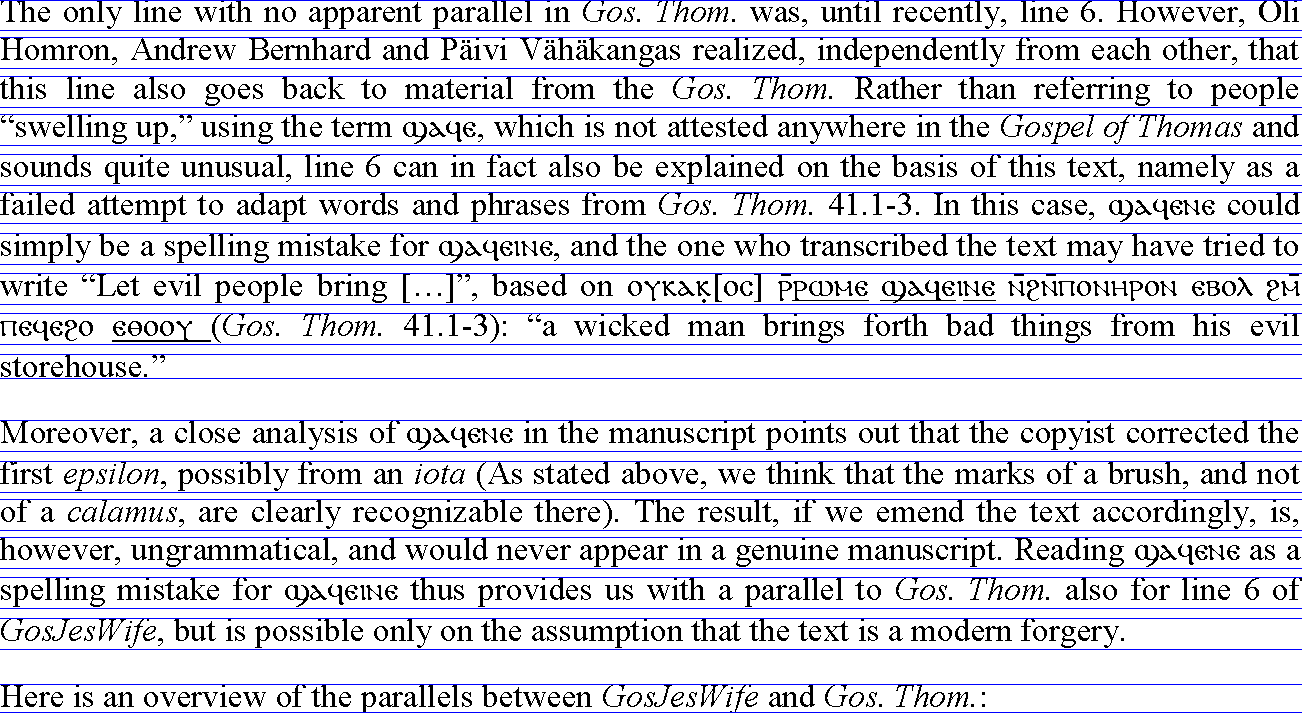 The only line with no apparent parallel in Gos. Thom. was, until recently, line 6. However, Oli
Homron, Andrew Bernhard and Päivi Vähäkangas realized, independently from each other, that
this line also goes back to material from the Gos. Thom. Rather than referring to people
“swelling up,” using the term ϣⲁϥⲉ, which is not attested anywhere in the Gospel of Thomas and
sounds quite unusual, line 6 can in fact also be explained on the basis of this text, namely as a
failed attempt to adapt words and phrases from Gos. Thom. 41.1-3. In this case, ϣⲁϥⲉⲛⲉ could
simply be a spelling mistake for ϣⲁϥⲉⲓⲛⲉ, and the one who transcribed the text may have tried to
write “Let evil people bring […]”, based on ⲟⲩⲕⲁⲕ̣[ⲟⲥ] ⲣ̄ⲣⲱⲙⲉ ϣⲁϥⲉⲓⲛⲉ ⲛ̄ϩⲛ̄ⲡⲟⲛⲏⲣⲟⲛ ⲉⲃⲟⲗ ϩⲙ̄
ⲡⲉϥⲉϩⲟ ⲉⲑⲟⲟⲩ (Gos. Thom. 41.1-3): “a wicked man brings forth bad things from his evil
storehouse.”
Moreover, a close analysis of ϣⲁϥⲉⲛⲉ in the manuscript points out that the copyist corrected the
first epsilon, possibly from an iota (As stated above, we think that the marks of a brush, and not
of a calamus, are clearly recognizable there). The result, if we emend the text accordingly, is,
however, ungrammatical, and would never appear in a genuine manuscript. Reading ϣⲁϥⲉⲛⲉ as a
spelling mistake for ϣⲁϥⲉⲓⲛⲉ thus provides us with a parallel to Gos. Thom. also for line 6 of
GosJesWife, but is possible only on the assumption that the text is a modern forgery.
Here is an overview of the parallels between GosJesWife and Gos. Thom.: